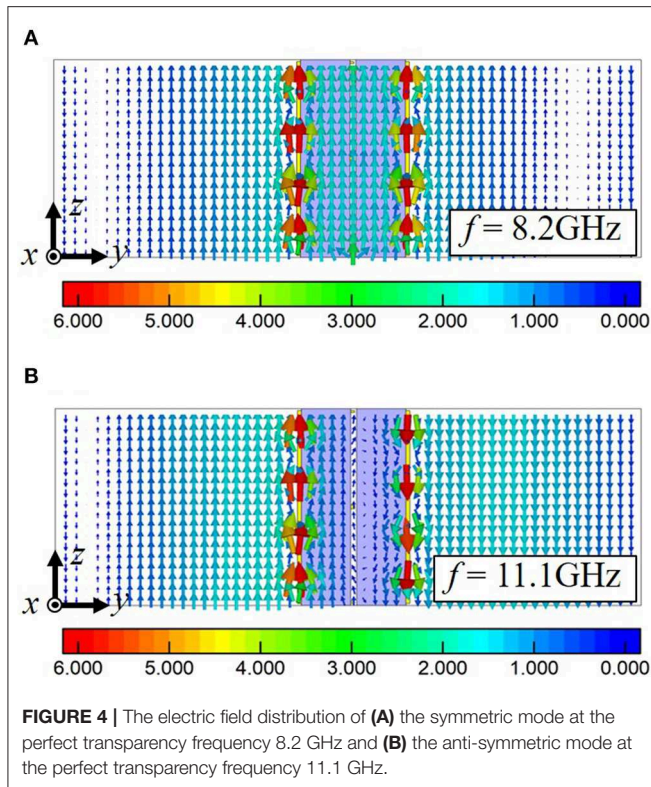 A
z
x
y
f = 8.2GHz
6.000 5.000 4.000 3.000 2.000 1.000 0.000
B
z
x
y
f = 11.1GHz
6.000 5.000 4.000 3.000 2.000 1.000 0.000
FIGURE 4 | The electric field distribution of (A) the symmetric mode at the
perfect transparency frequency 8.2 GHz and (B) the anti-symmetric mode at
the perfect transparency frequency 11.1 GHz.